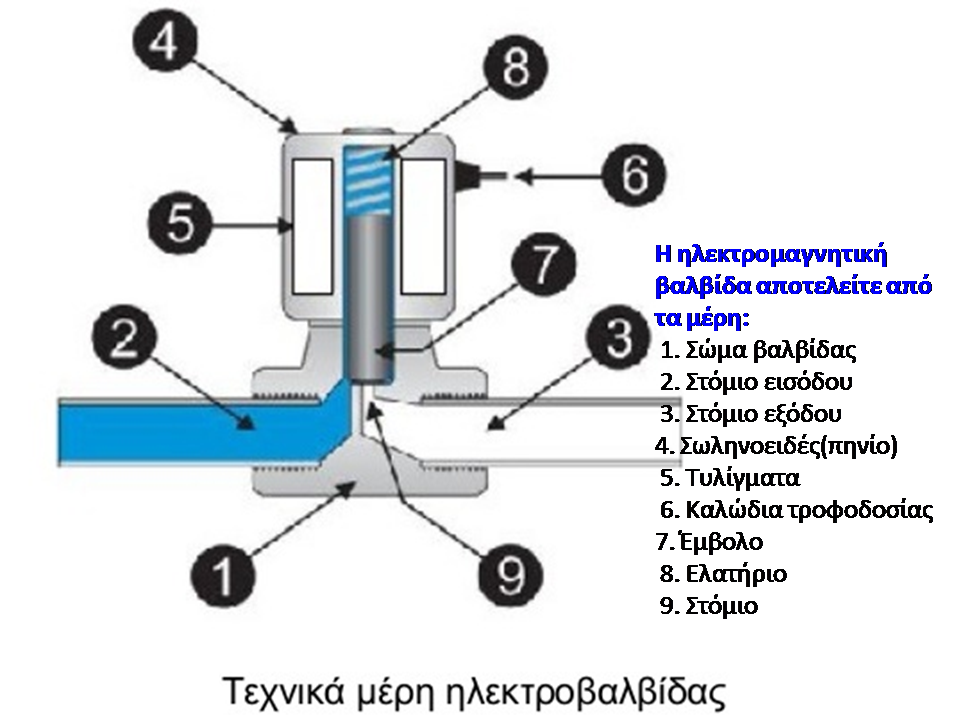 4
8
6
5
7
2
3
1
9
Η ηλεκτρομαγνητική
βαλβίδα αποτελείτε από
τα μέρη:
1. Σώμα βαλβίδας
2. Στόμιο εισόδου
3. Στόμιο εξόδου
4. Σωληνοειδές(πηνίο)
5. Τυλίγματα
6. Καλώδια τροφοδοσίας
7. Έμβολο
8. Ελατήριο
9. Στόμιο
Τεχνικά μέρη ηλεκτροβαλβίδας